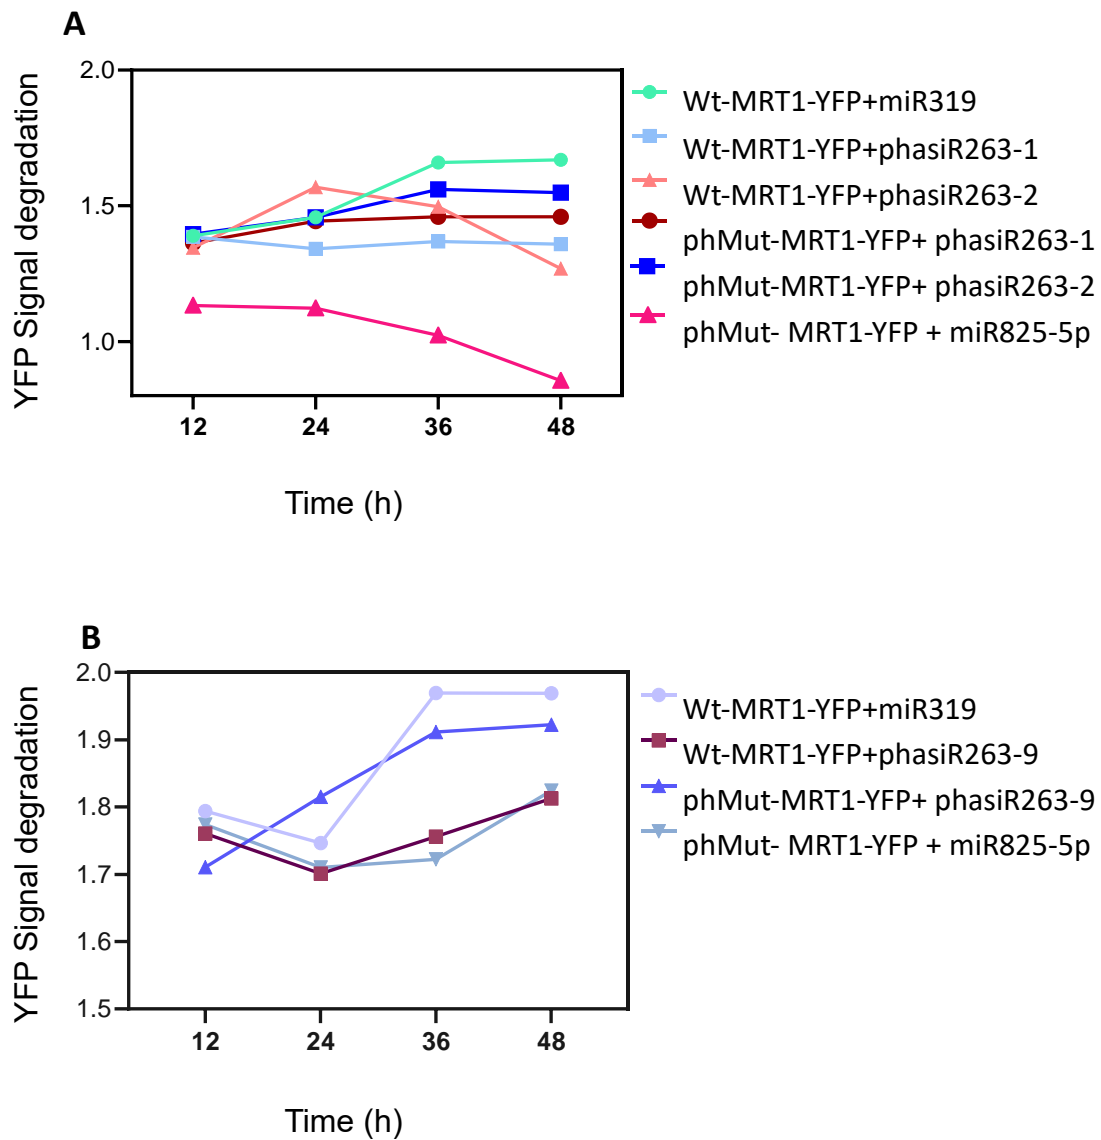 A
YFP Signal degradation
2.0
1.5
1.0
12 24 36 48
Time (h)
Wt-MRT1-YFP+miR319
Wt-MRT1-YFP+phasiR263-1
Wt-MRT1-YFP+phasiR263-2
phMut-MRT1-YFP+ phasiR263-1
phMut-MRT1-YFP+ phasiR263-2
phMut- MRT1-YFP + miR825-5p
B
YFP Signal degradation
2.0
1.9
1.8
1.7
1.6
1.5
12 24 36 48
Time (h)
Wt-MRT1-YFP+miR319
Wt-MRT1-YFP+phasiR263-9
phMut-MRT1-YFP+ phasiR263-9
phMut- MRT1-YFP + miR825-5p